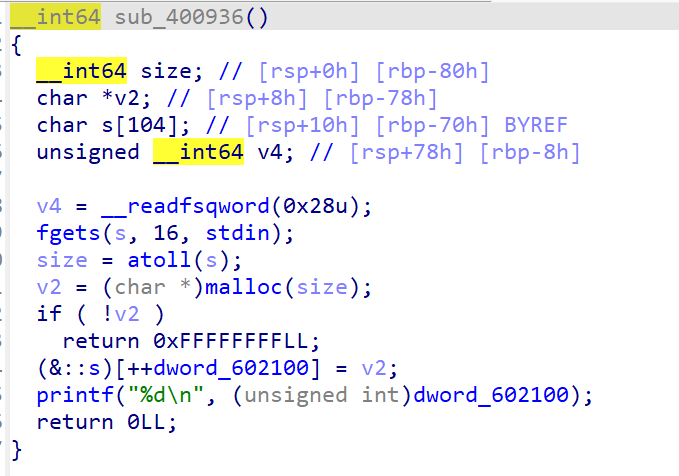 __int64 sub_400936()
{
  __int64 size; // [rsp+0h] [rbp-80h]
  char *v2; // [rsp+8h] [rbp-78h]
  char s[104]; // [rsp+10h] [rbp-70h] BYREF
  unsigned __int64 v4; // [rsp+78h] [rbp-8h]

  v4 = __readfsqword(0x28u);
  fgets(s, 16, stdin);
  size = atoll(s);
  v2 = (char *)malloc(size);
  if ( !v2 )
    return 0xFFFFFFFFLL;
  (&::s)[++dword_602100] = v2;
  printf("%d\n", (unsigned int)dword_602100);
  return 0LL;
}